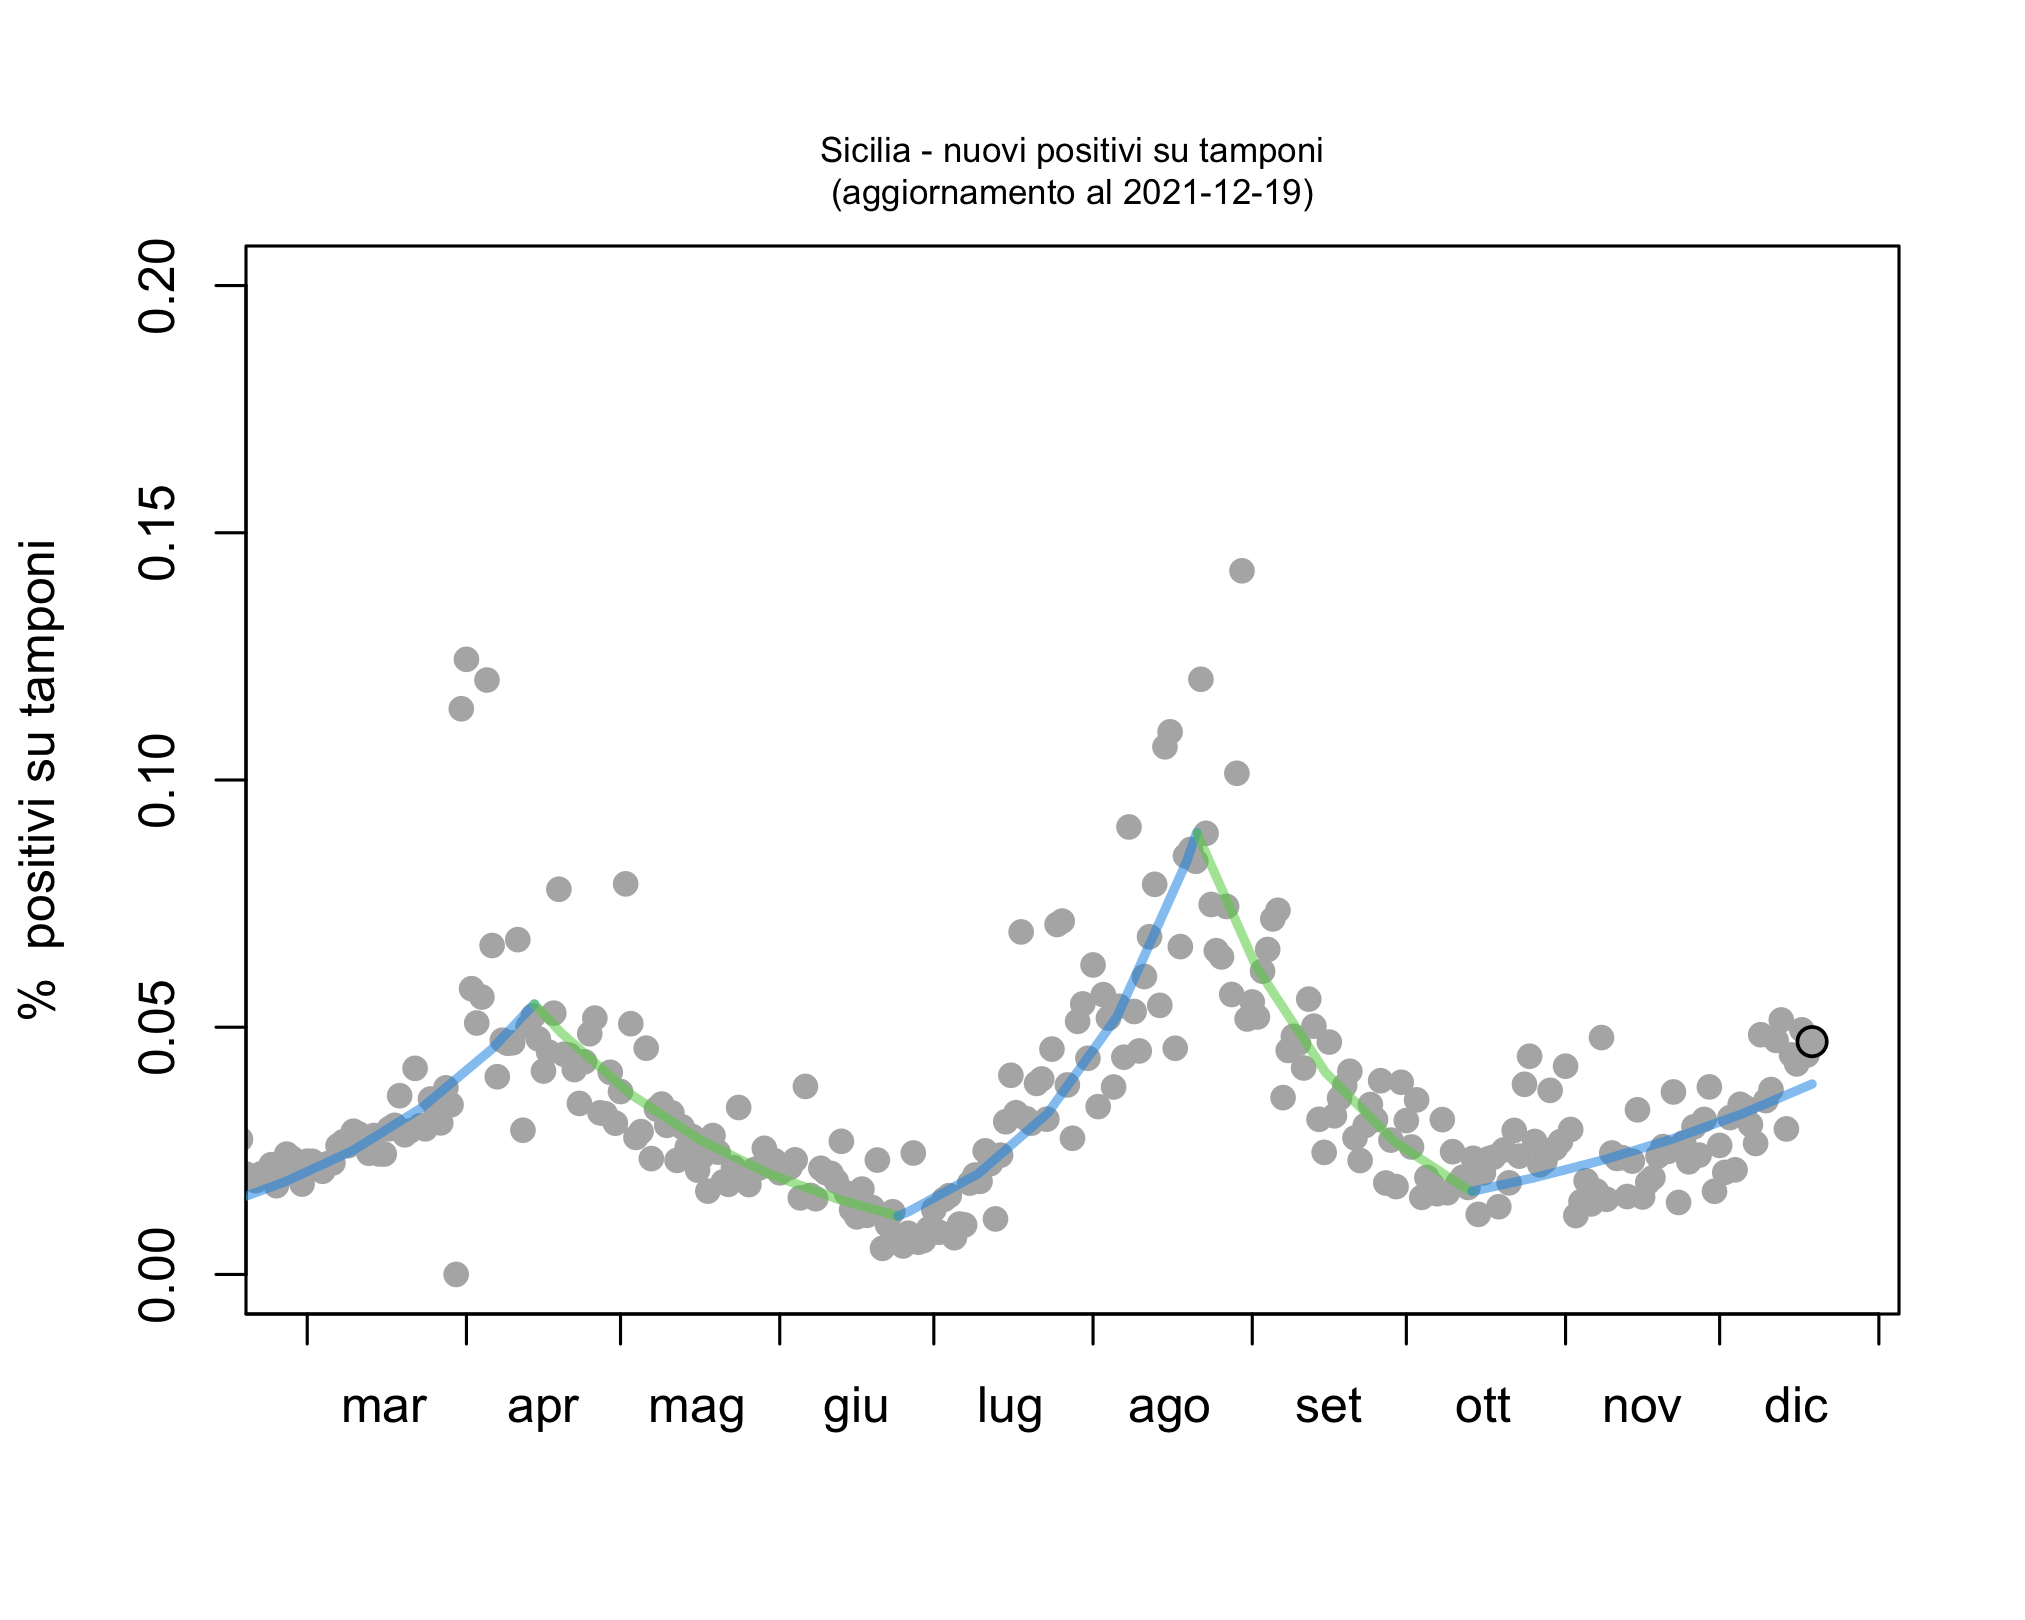 Sicilia - nuovi positivi su tamponi
(aggiornamento al 2021-12-19)
% positivi su tamponi
0.20
0.15
0.10
0.05
0.00
mar apr mag giu lug ago set ott nov dic